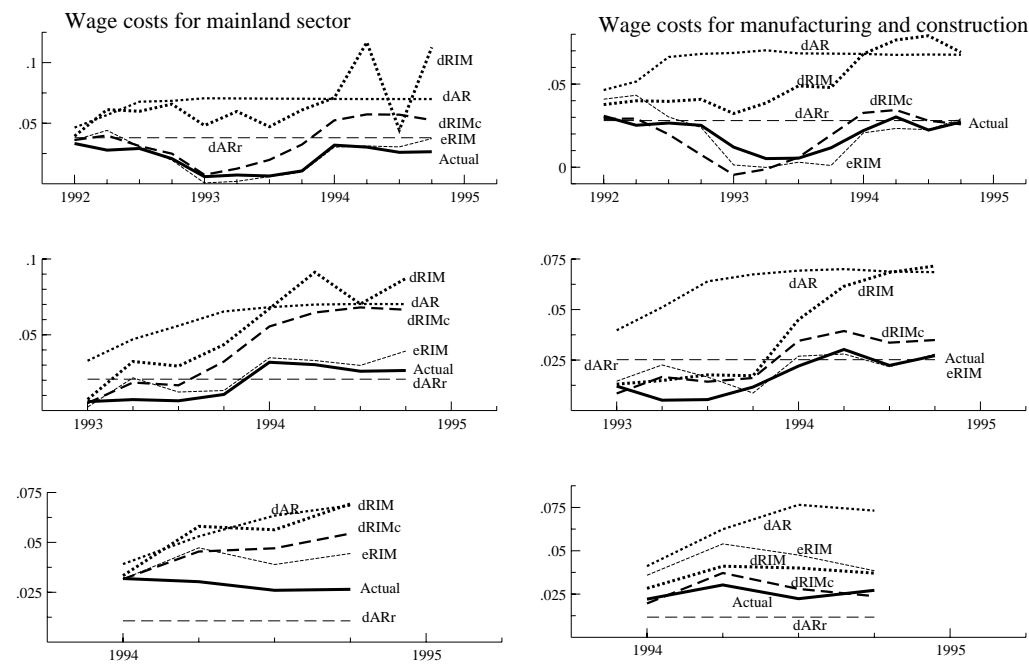 Wage costs for mainland sector
.1
dRIM
dAR
dRIMc
.05
eRIM
dARr
Actual
1992
1993
1994
1995
Wage costs for manufacturing and construction
dAR
dRIM
.05
dRIMc
dARr
Actual
eRIM
0
1992
1993
1994
1995
.1
dRIM
dAR
dRIMc
.05
eRIM
Actual
dARr
1993
1994
1995
.075
dAR
dRIM
.05
dRIMc
dARr
.025
Actual
eRIM
1993
1994
1995
.075
dAR
dRIM
dRIMc
.05
eRIM
Actual
.025
dARr
1994
1995
.075
dAR
eRIM
.05
dRIM
dRIMc
.025
Actual
dARr
1994
1995